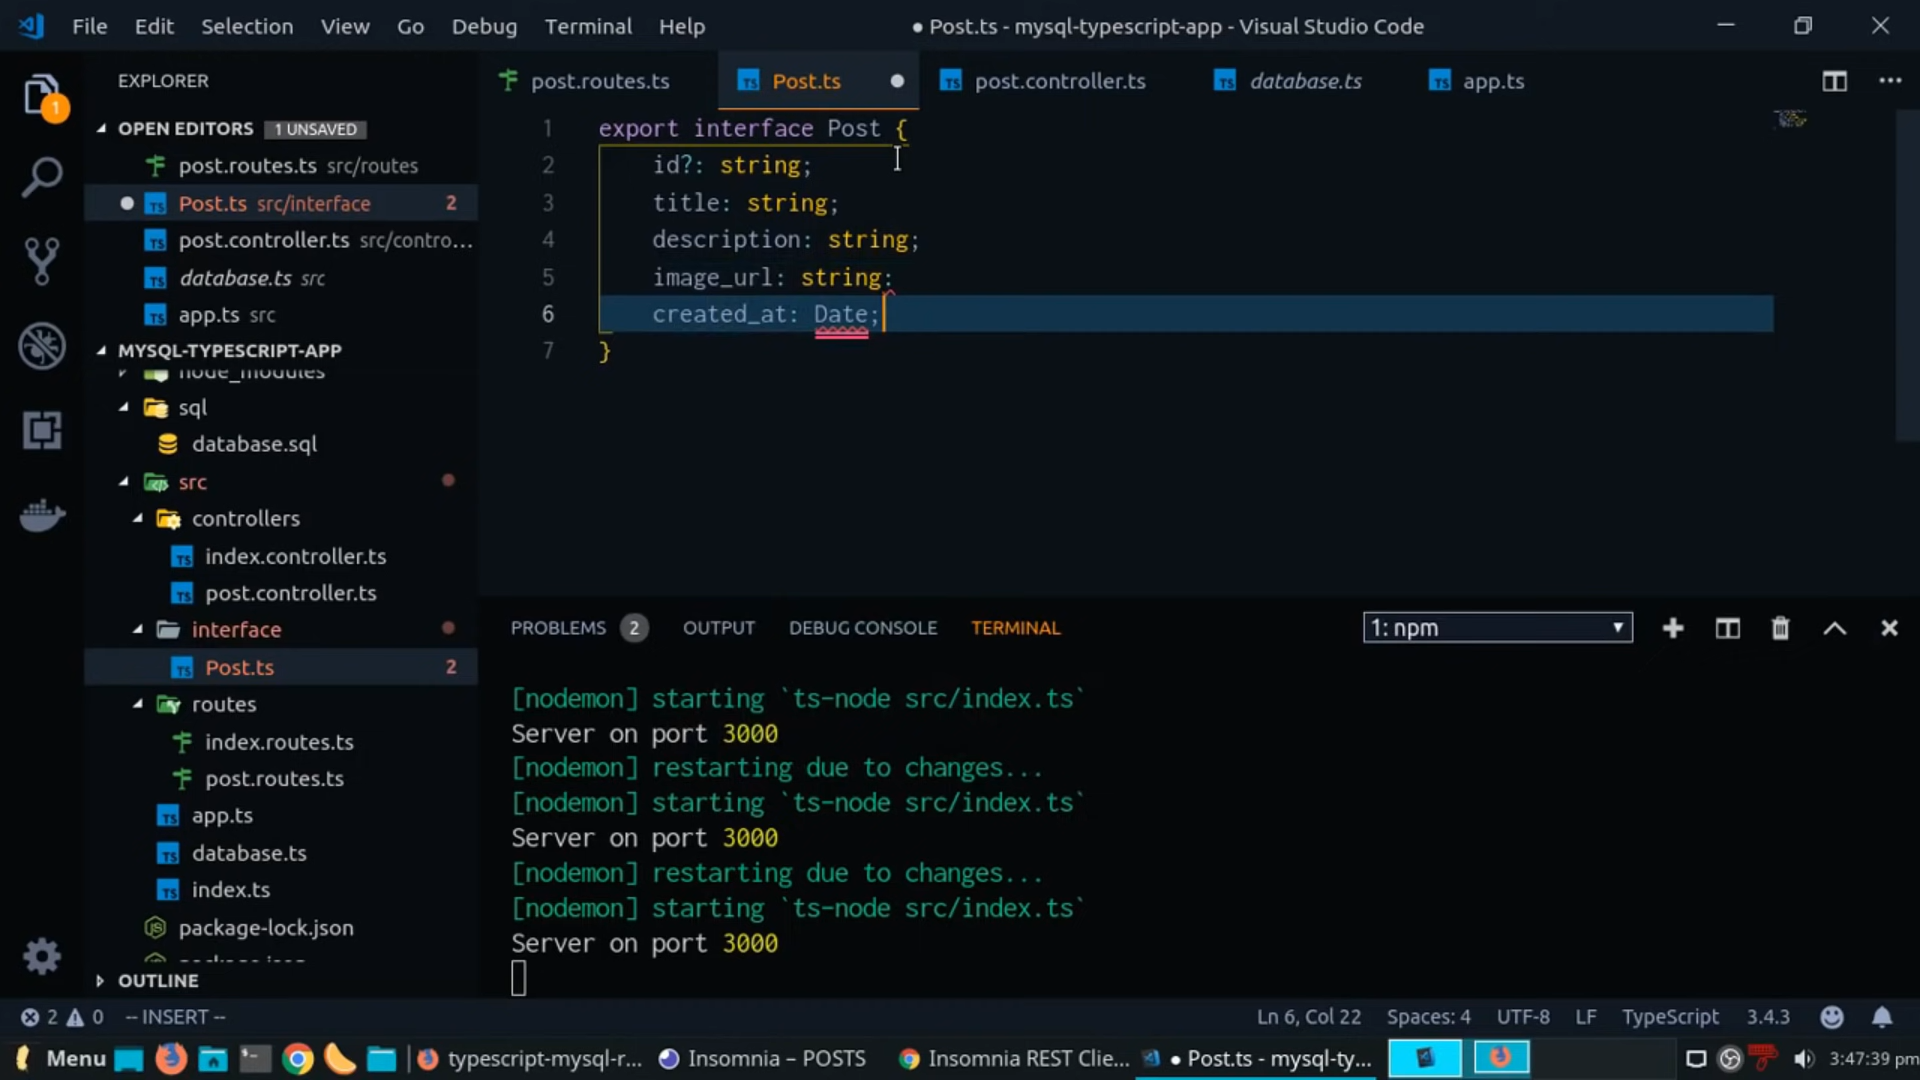 File Edit Selection View Go Debug Terminal Help
● Post.ts - mysql-typescript-app - Visual Studio Code
1
EXPLORER
OPEN EDITORS 1 UNSAVED
post.routes.ts src/routes
Post.ts src/interface 2
post.controller.ts src/contro...
database.ts src
app.ts src
MYSQL-TYPESCRIPT-APP
node_modules
sql
database.sql
src
controllers
index.controller.ts
post.controller.ts
interface
Post.ts 2
routes
index.routes.ts
post.routes.ts
app.ts
database.ts
index.ts
package-lock.json
package.json
OUTLINE
post.routes.ts Post.ts post.controller.ts database.ts app.ts
1 export interface Post {
2 id?: string;
3 title: string;
4 description: string;
5 image_url: string:
6 created_at: Date;
7 }
PROBLEMS 2 OUTPUT DEBUG CONSOLE TERMINAL 1: npm
[nodemon] starting `ts-node src/index.ts`
Server on port 3000
[nodemon] restarting due to changes...
[nodemon] starting `ts-node src/index.ts`
Server on port 3000
[nodemon] restarting due to changes...
[nodemon] starting `ts-node src/index.ts`
Server on port 3000
2 0 -- INSERT -- Ln 6, Col 22 Spaces: 4 UTF-8 LF TypeScript 3.4.3
Menu typescript-mysql-r... Insomnia – POSTS Insomnia REST Clie... ● Post.ts - mysql-ty... 3:47:39 pm